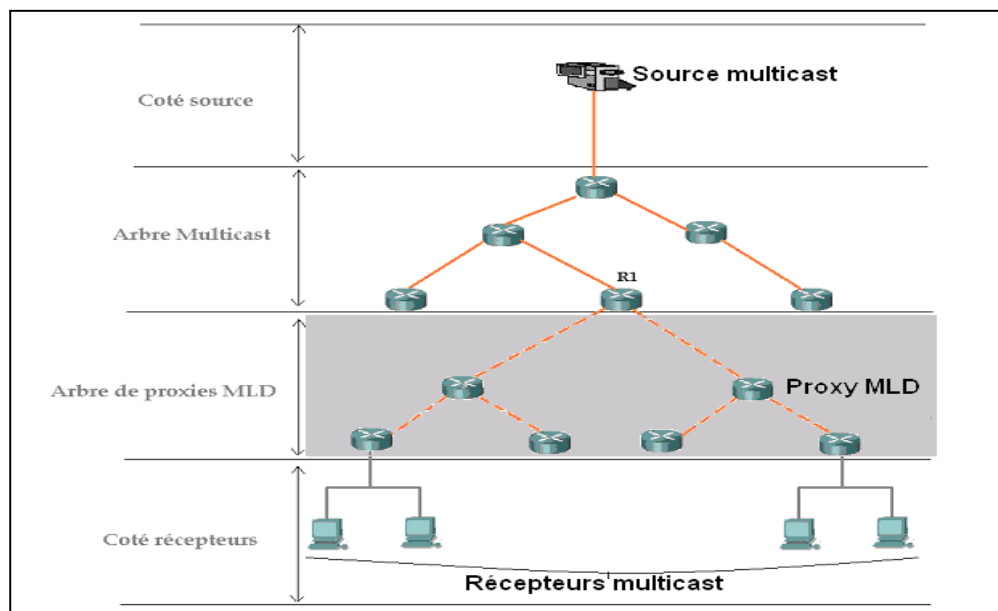 Source multicast
Coté source
Arbre Multicast
R1
Arbre de proxies MLD
Proxy MLD
Coté récepteurs
Récepteurs multicast